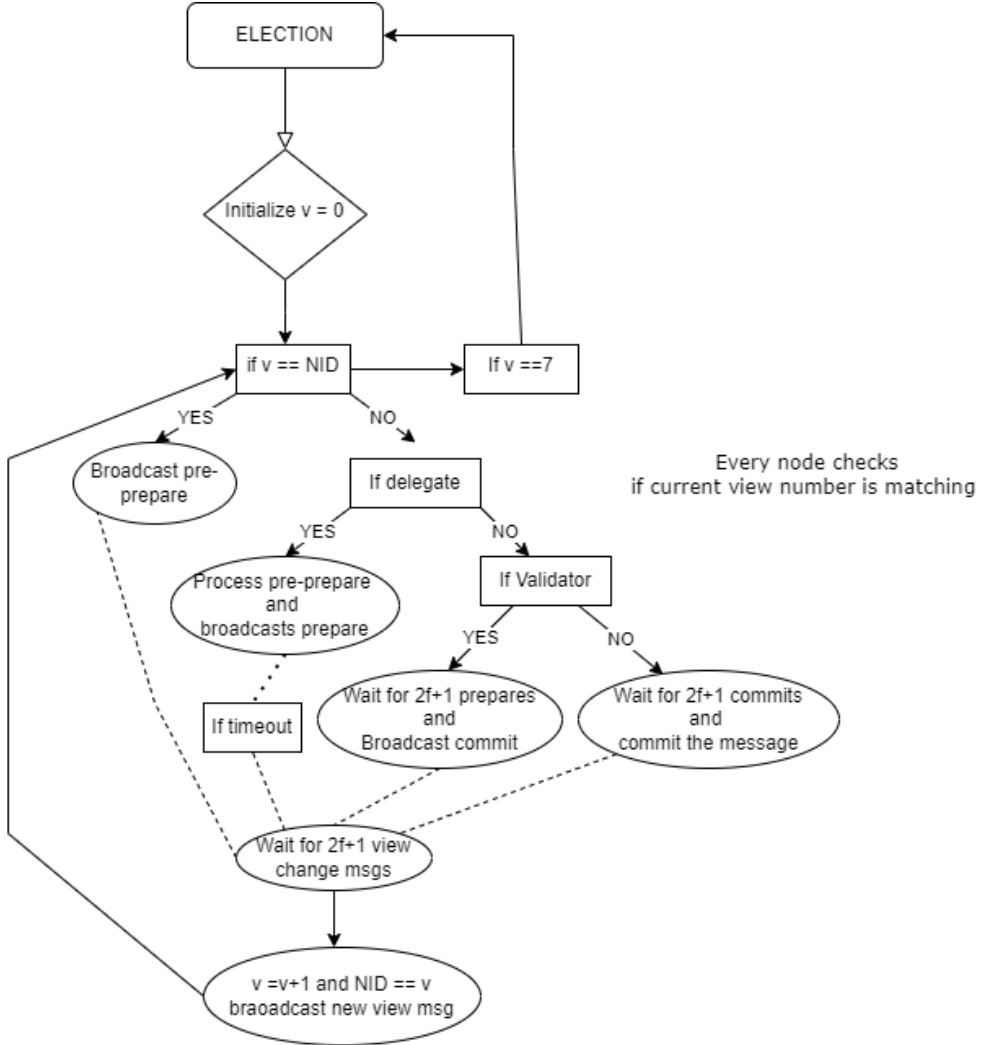 ELECTION
Initialize v = 0
if v == NID
If v ==7
YES
NO
Broadcast pre-
prepare
If delegate
Every node checks
if current view number is matching
YES
NO
Process pre-prepare
and
broadcasts prepare
If Validator
YES
NO
If timeout
Wait for 2f+1 prepares
and
Broadcast commit
Wait for 2f+1 commits
and
commit the message
Wait for 2f+1 view
change msgs
v =v+1 and NID == v
braoadcast new view msg